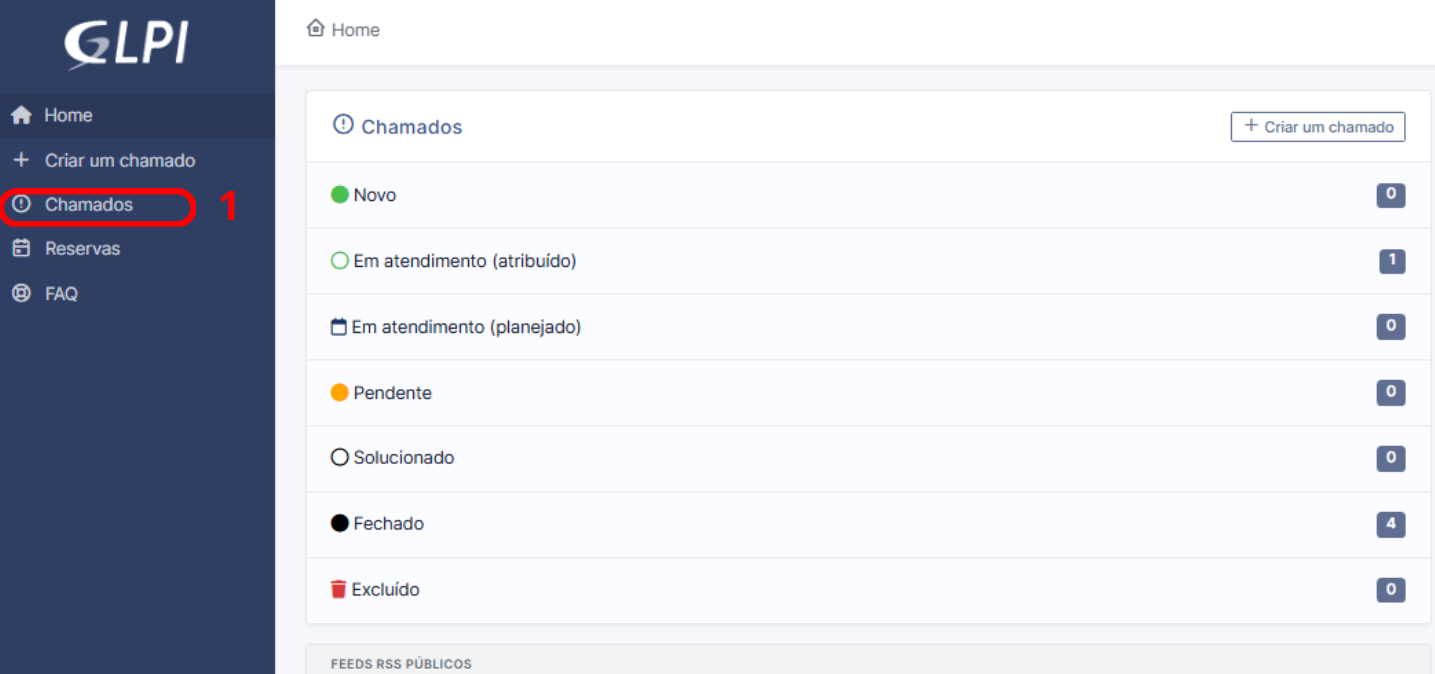 GLPI
Home
Home
Criar um chamado
Chamados
1
Reservas
FAQ
Chamados
+ Criar um chamado
Novo 0
Em atendimento (atribuído) 1
Em atendimento (planejado) 0
Pendente 0
Solucionado 0
Fechado 4
Excluído 0
FEEDS RSS PÚBLICOS